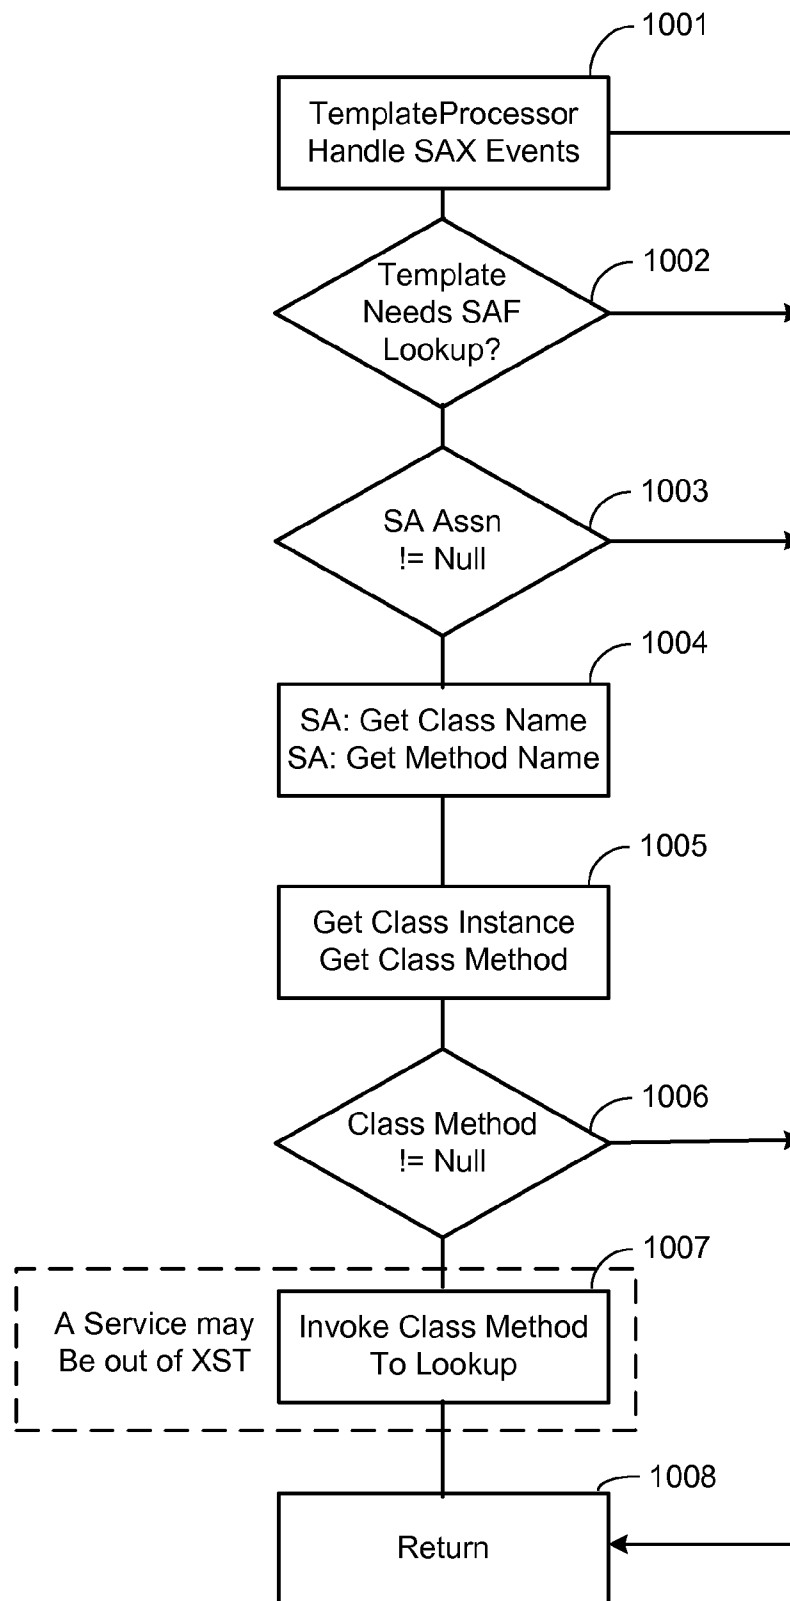 1001
TemplateProcessor
Handle SAX Events
1002
Template
Needs SAF
Lookup?
1003
SA Assn
!= Null
1004
SA: Get Class Name
SA: Get Method Name
1005
Get Class Instance
Get Class Method
1006
Class Method
!= Null
1007
A Service may
Be out of XST
Invoke Class Method
To Lookup
1008
Return